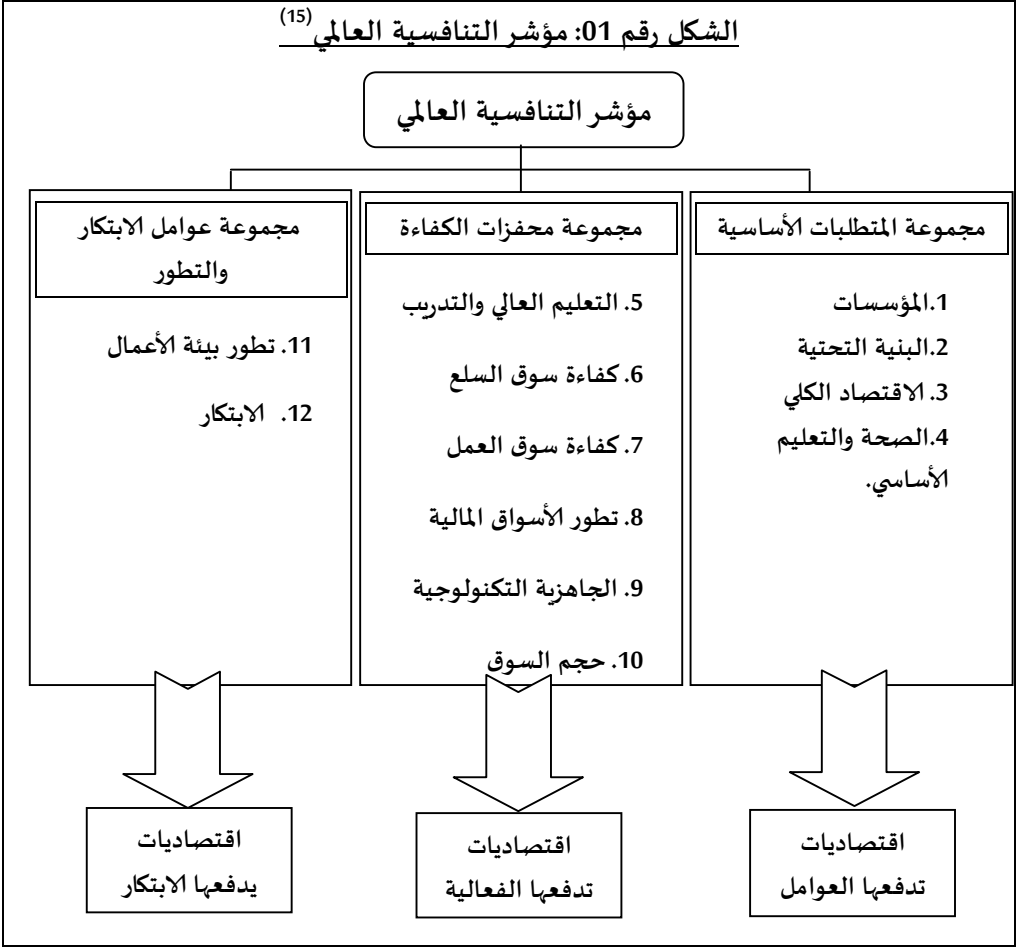 الشكل رقم 01: مؤشر التنافسية العالمي(15)
مؤشر التنافسية العالمي
مجموعة المتطلبات الأساسية
1.المؤسسات
2.البنية التحتية
3. الاقتصاد الكلي
4.الصحة والتعليم
الأساسي.
اقتصاديات
تدفعها العوامل
مجموعة محفزات الكفاءة
5. التعليم العالي والتدريب
6. كفاءة سوق السلع
7. كفاءة سوق العمل
8. تطور الأسواق المالية
9. الجاهزية التكنولوجية
10. حجم السوق
اقتصاديات
تدفعها الفعالية
مجموعة عوامل الابتكار
والتطور
11. تطور بيئة الأعمال
12. الابتكار
اقتصاديات
يدفعها الابتكار